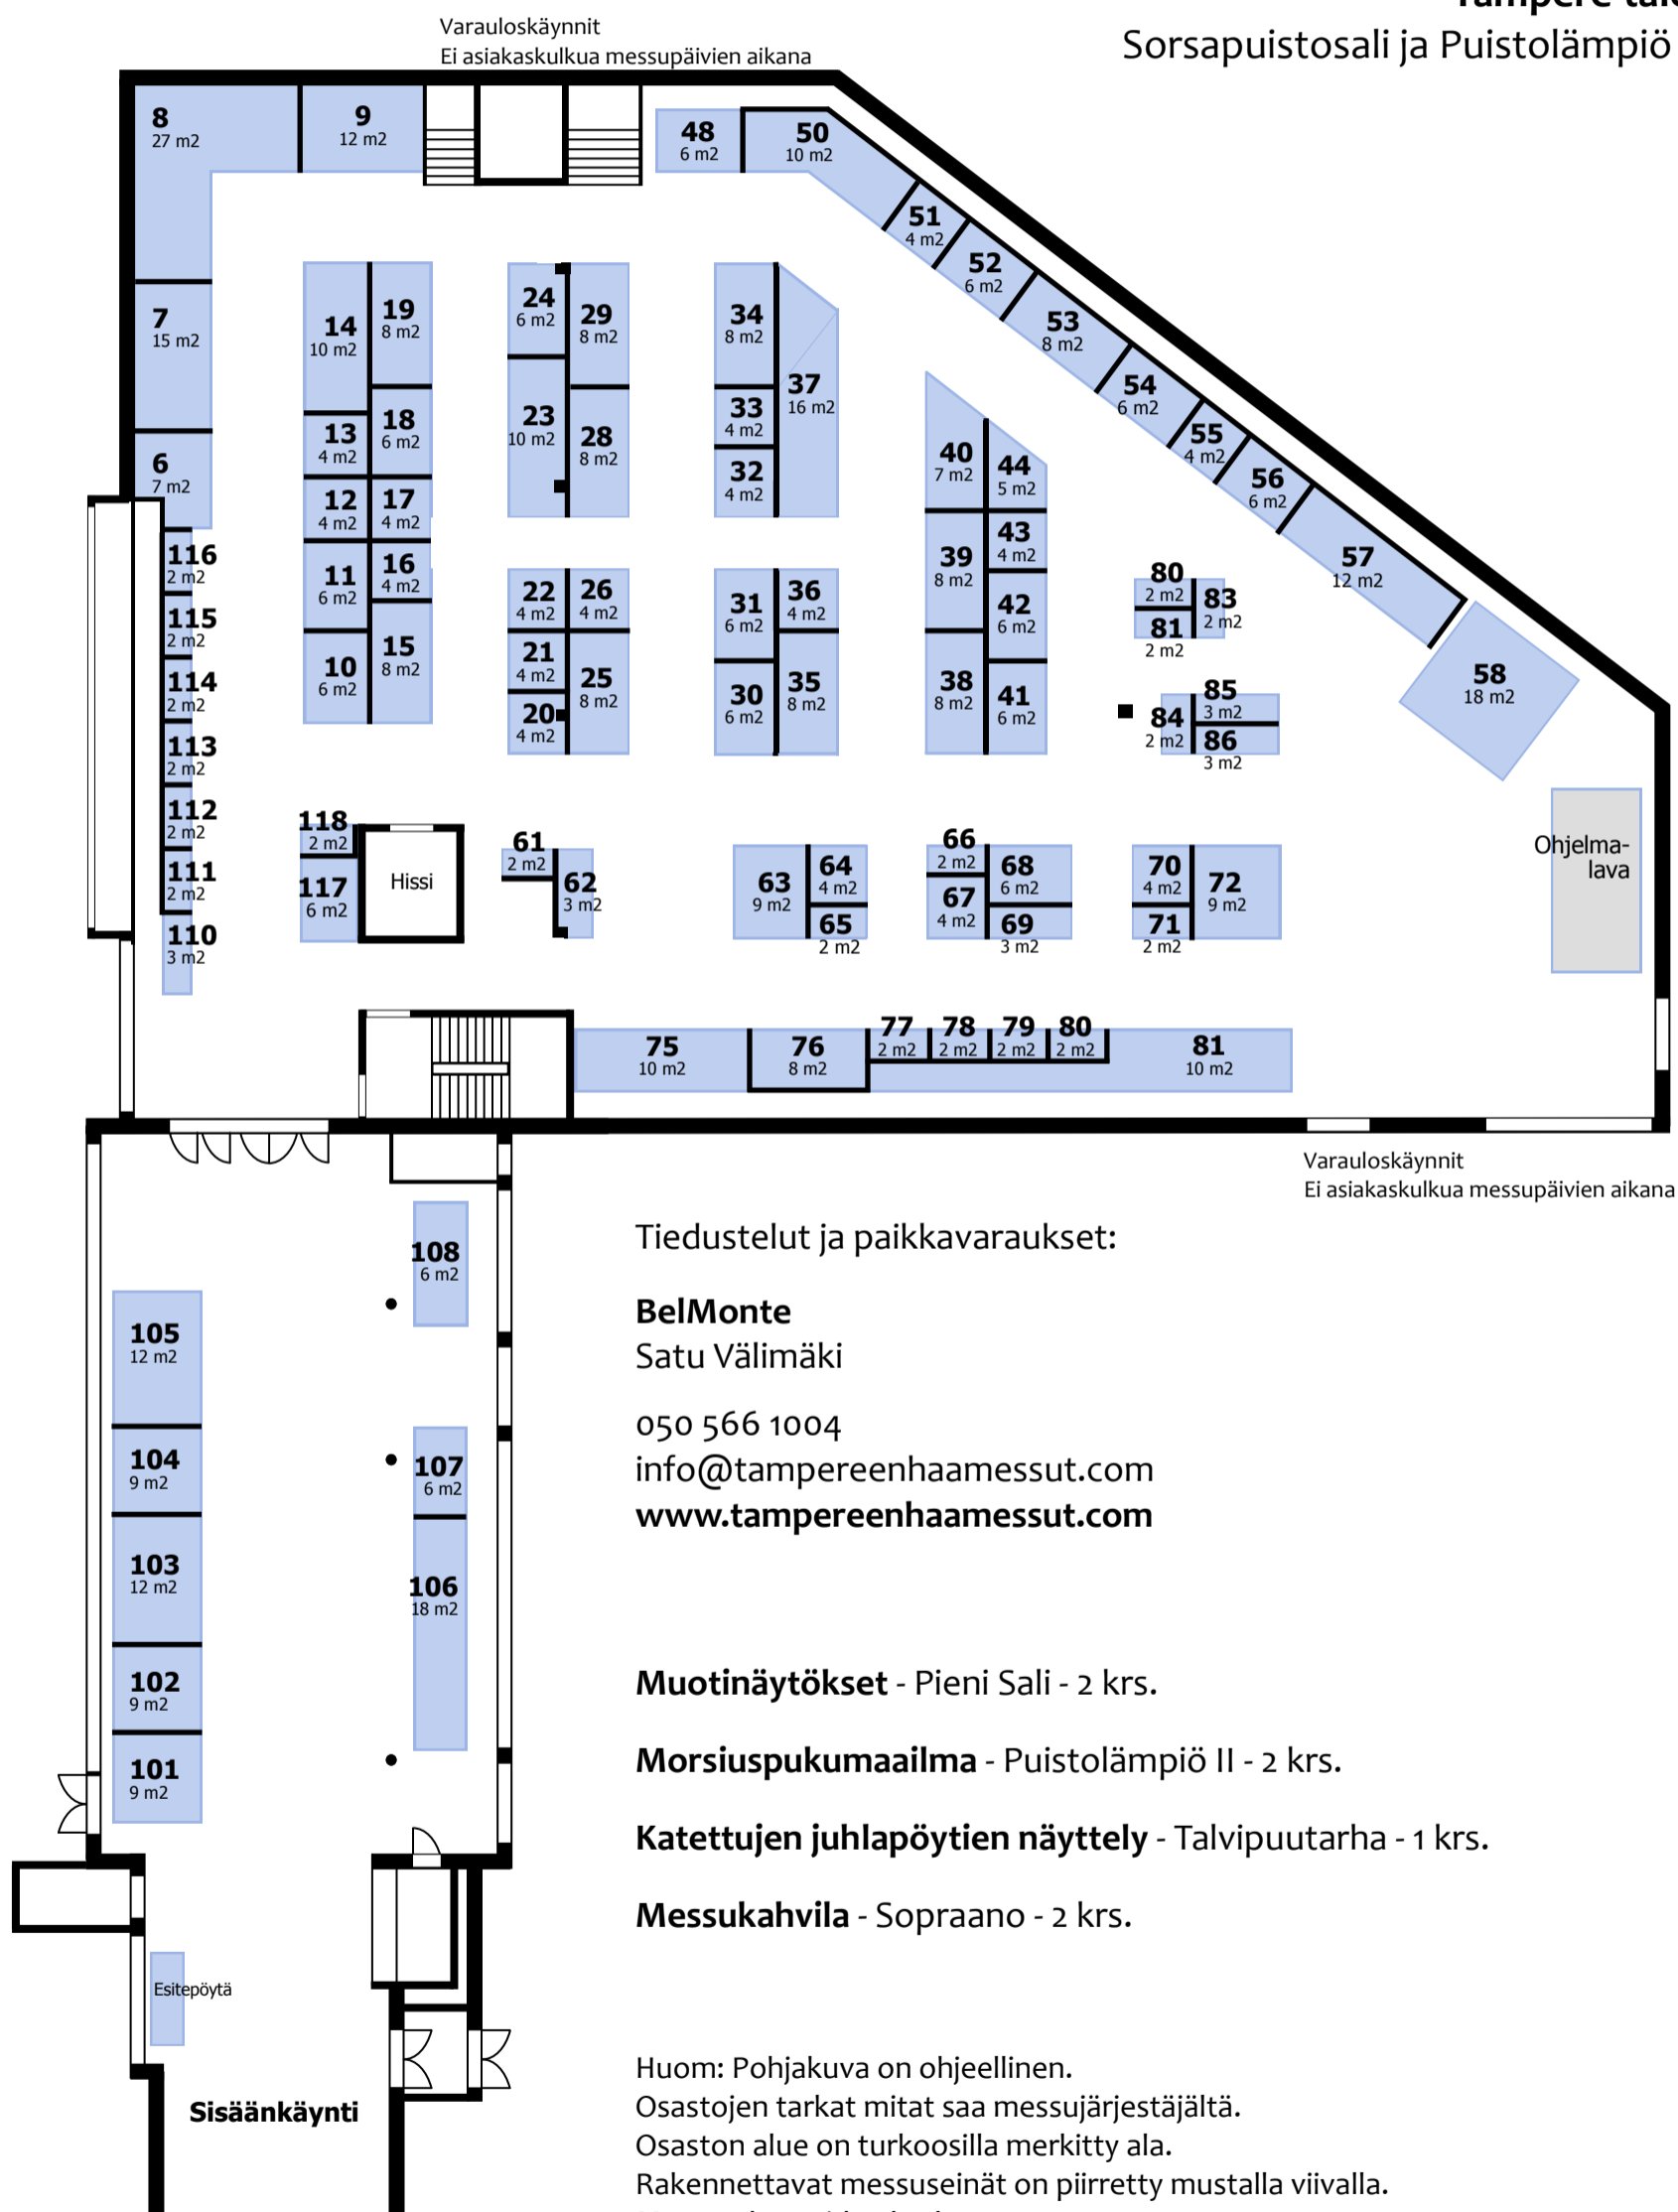 Varauloskäynnit
Ei asiakaskulkua messupäivien aikana
Sorsapuistosali ja Puistolämpiö
8
27 m2
9
12 m2
48
6 m2
50
10 m2
51
4 m2
52
6 m2
53
8 m2
54
6 m2
55
4 m2
56
6 m2
57
12 m2
58
18 m2
7
15 m2
6
7 m2
14
10 m2
19
8 m2
13
4 m2
18
6 m2
12
4 m2
17
4 m2
11
6 m2
16
4 m2
10
6 m2
15
8 m2
24
6 m2
29
8 m2
23
10 m2
28
8 m2
22
4 m2
26
4 m2
21
4 m2
25
8 m2
20
4 m2
34
8 m2
37
16 m2
33
4 m2
32
4 m2
31
6 m2
36
4 m2
30
6 m2
35
8 m2
40
7 m2
44
5 m2
39
8 m2
43
4 m2
42
6 m2
38
8 m2
41
6 m2
80
2 m2
83
2 m2
81
2 m2
85
3 m2
84
2 m2
86
3 m2
116
2 m2
115
2 m2
114
2 m2
113
2 m2
112
2 m2
111
2 m2
110
3 m2
118
2 m2
117
6 m2
Hissi
61
2 m2
62
3 m2
63
9 m2
64
4 m2
65
2 m2
66
2 m2
67
4 m2
68
6 m2
69
3 m2
70
4 m2
71
2 m2
72
9 m2
Ohjelma-
lava
75
10 m2
76
8 m2
77
2 m2
78
2 m2
79
2 m2
80
2 m2
81
10 m2
Varauloskäynnit
Ei asiakaskulkua messupäivien aikana
108
6 m2
105
12 m2
104
9 m2
107
6 m2
103
12 m2
106
18 m2
102
9 m2
101
9 m2
Esitepöytä
Sisäänkäynti
Tiedustelut ja paikkavaraukset:
BelMonte
Satu Välimäki
050 566 1004
info@tampereenhaamessut.com
www.tampereenhaamessut.com
Muotinäytökset - Pieni Sali - 2 krs.
Morsiuspukumaailma - Puistolämpiö II - 2 krs.
Katettujen juhlapöytien näyttely - Talvipuutarha - 1 krs.
Messukahvila - Sopraano - 2 krs.
Huom: Pohjakuva on ohjeellinen.
Osastojen tarkat mitat saa messujärjestäjältä.
Osaston alue on turkoosilla merkitty ala.
Rakennettavat messuseinät on piirretty mustalla viivalla.